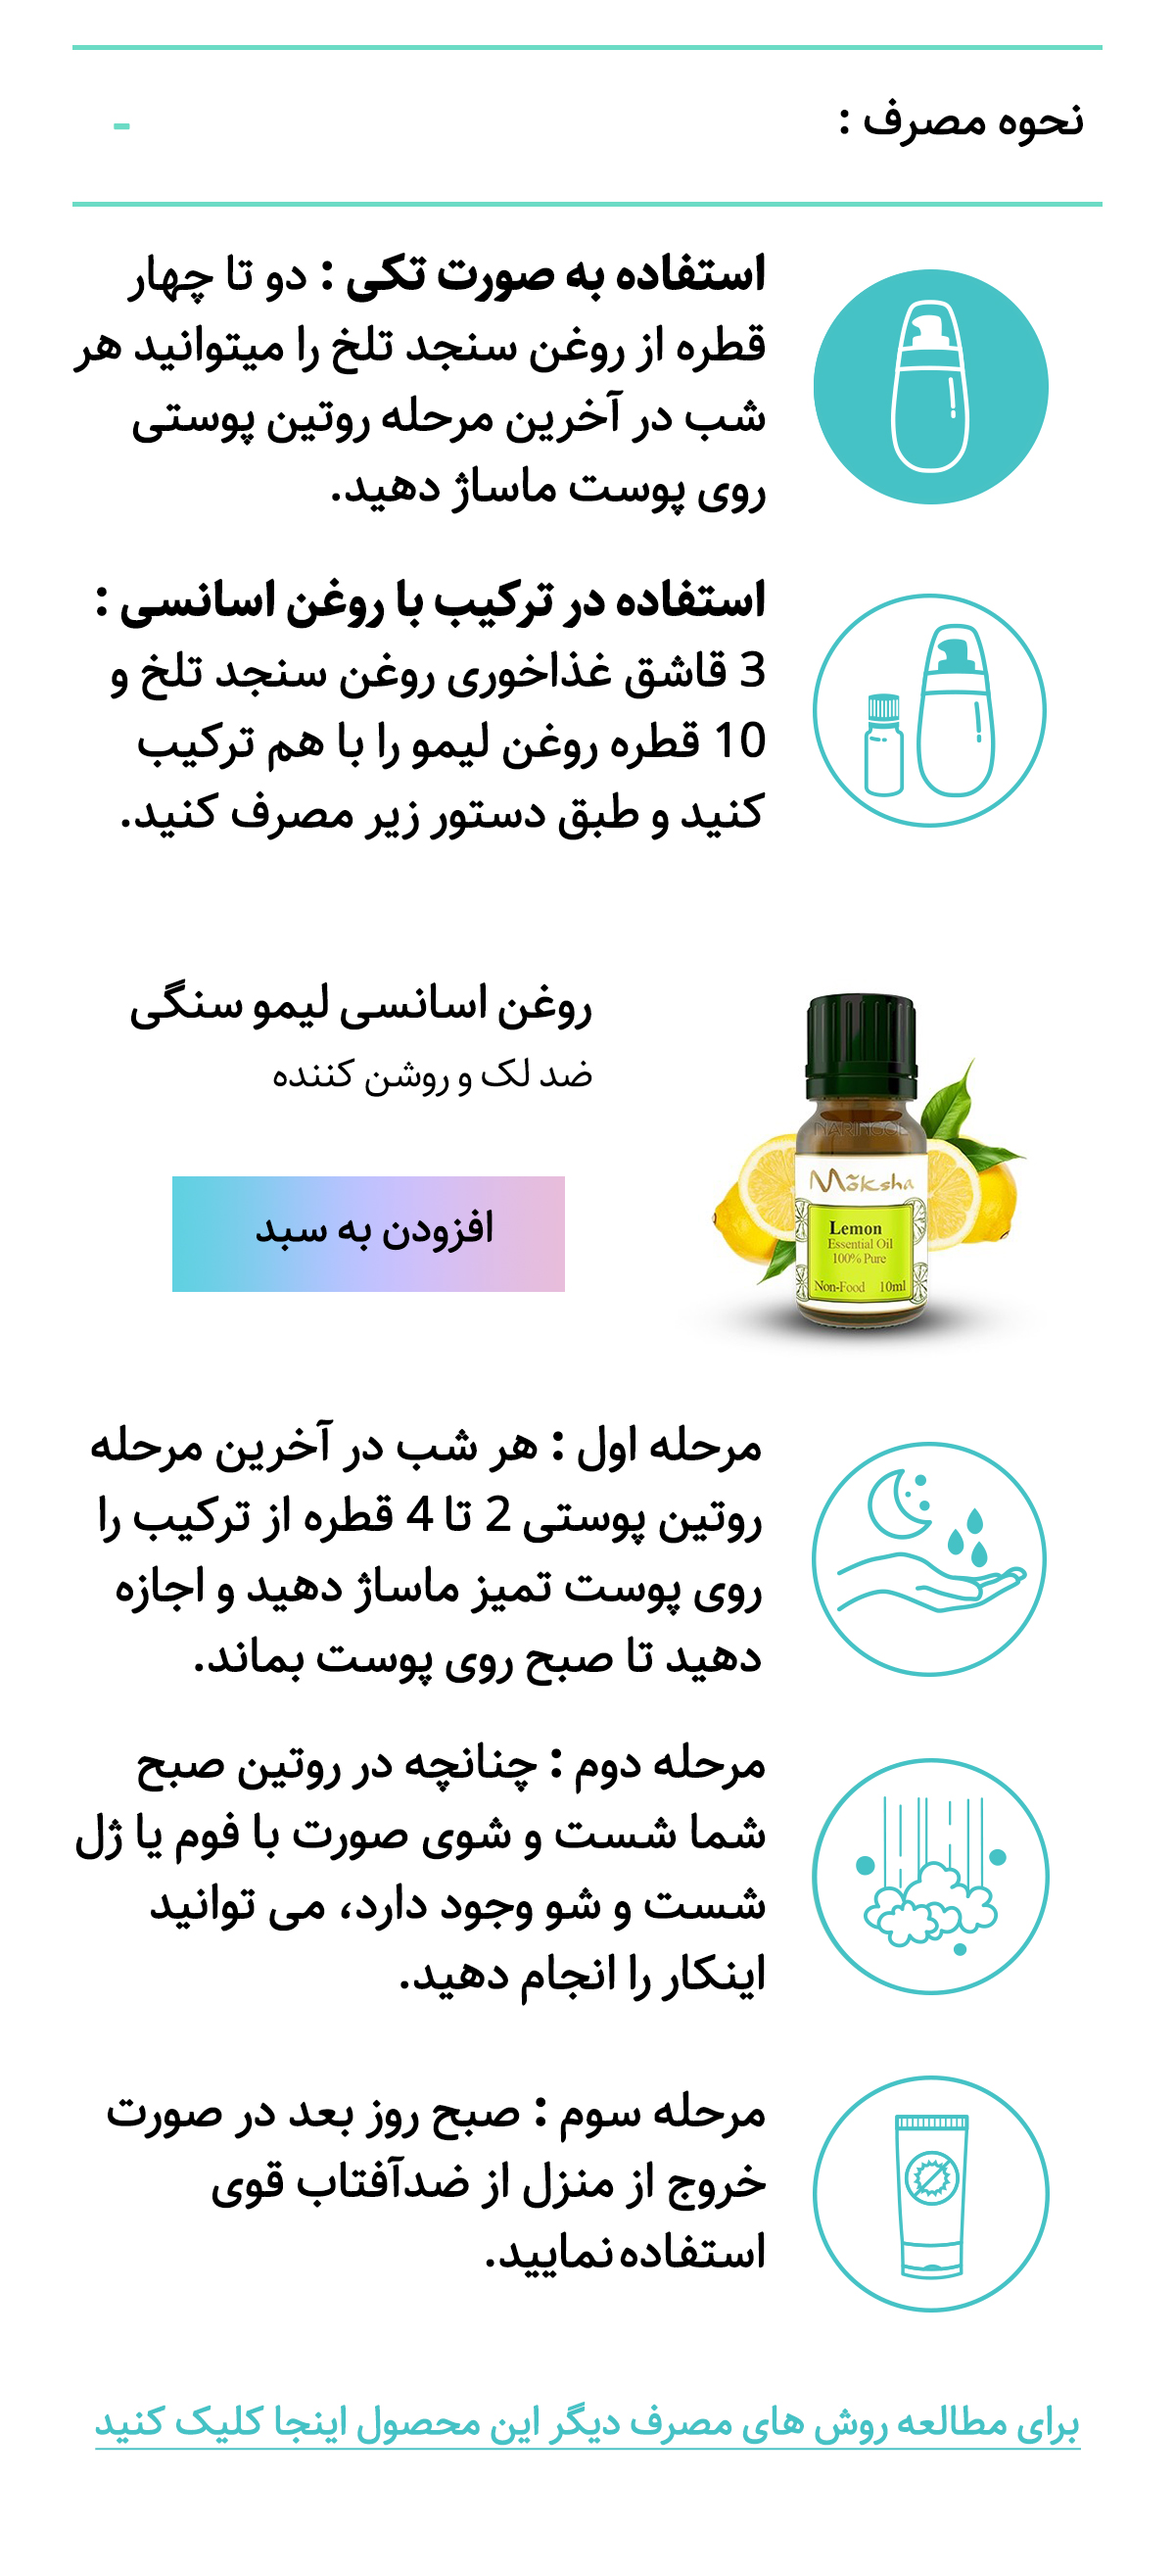 نحوه مصرف :
-
استفاده به صورت تکی : دو تا چهار
قطره از روغن سنجد تلخ را میتوانید هر
شب در آخرین مرحله روتین پوستی
روی پوست ماساژ دهید.
استفاده در ترکیب با روغن اسانسی :
3 قاشق غذاخوری روغن سنجد تلخ و
10 قطره روغن لیمو را با هم ترکیب
کنید و طبق دستور زیر مصرف کنید.
روغن اسانسی لیمو سنگی
ضد لک و روشن کننده
افزودن به سبد
Mõksha
Lemon
Essential Oil
100% Pure
Non-Food 10ml
مرحله اول : هر شب در آخرین مرحله
روتین پوستی 2 تا 4 قطره از ترکیب را
روی پوست تمیز ماساژ دهید و اجازه
دهید تا صبح روی پوست بماند.
مرحله دوم : چنانچه در روتین صبح
شما شست و شوی صورت با فوم یا ژل
شست و شو وجود دارد، می توانید
اینکار را انجام دهید.
مرحله سوم : صبح روز بعد در صورت
خروج از منزل از ضدآفتاب قوی
استفاده نمایید.
برای مطالعه روش های مصرف دیگر این محصول اینجا کلیک کنید